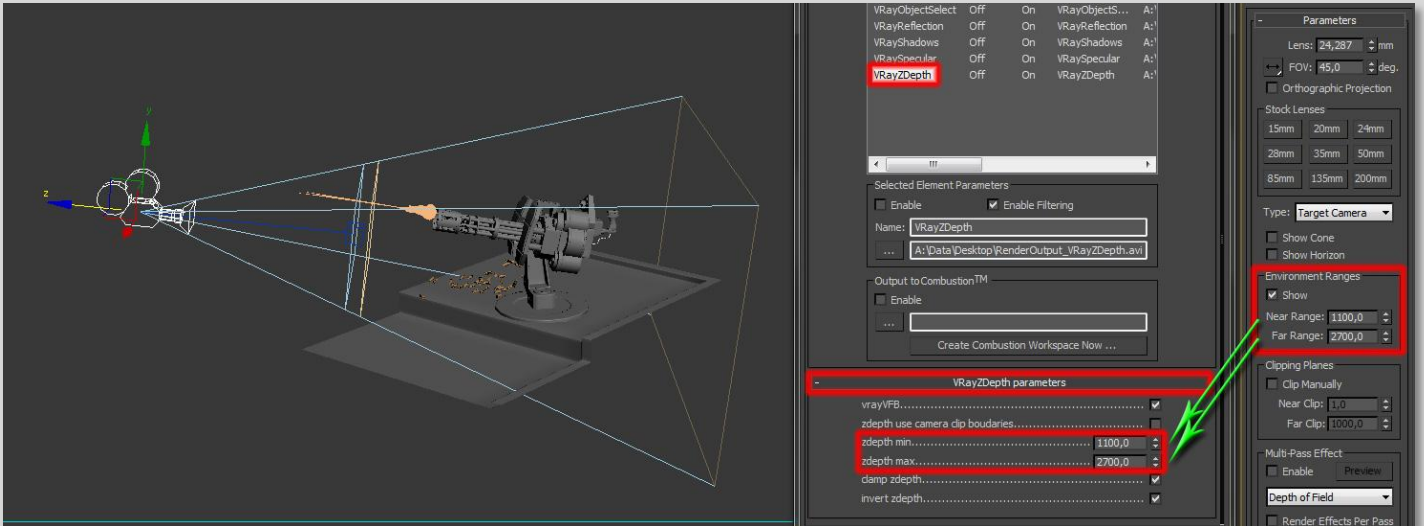 y
z
VRayObjectSelect Off On VRayObjectS... A:\
VRayReflection Off On VRayReflection A:\
VRayShadows Off On VRayShadows A:\
VRaySpecular Off On VRaySpecular A:\
VRayZDepth Off On VRayZDepth A:\
Selected Element Parameters
Enable Enable Filtering
Name: VRayZDepth
... A:\Data\Desktop\RenderOutput_VRayZDepth.avi
Output to Combustion™
Enable
...
Create Combustion Workspace Now ...
- VRayZDepth parameters
vrayVFB
zdepth use camera clip boudaries
zdepth min 1100,0
zdepth max 2700,0
clamp zdepth
invert zdepth
- Parameters
Lens: 24,287 mm
FOV: 45,0 deg.
Orthographic Projection
Stock Lenses
15mm 20mm 24mm
28mm 35mm 50mm
85mm 135mm 200mm
Type: Target Camera
Show Cone
Show Horizon
Environment Ranges
Show
Near Range: 1100,0
Far Range: 2700,0
Clipping Planes
Clip Manually
Near Clip: 1,0
Far Clip: 1000,0
Multi-Pass Effect
Enable Preview
Depth of Field
Render Effects Per Pass